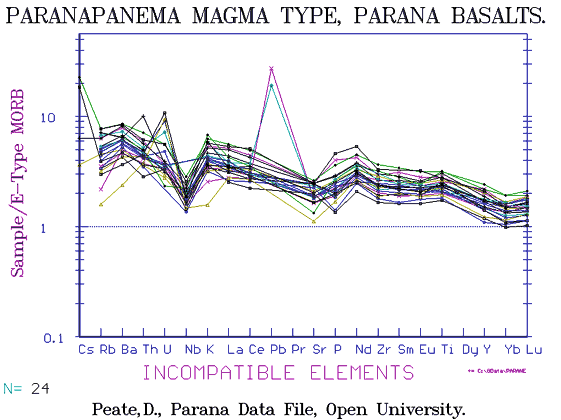 PARANAPANEMA MAGMA TYPE, PARANA BASALTS.
Sample/E-Type MORB
10
1
0.1
Cs Rb Ba Th U Nb K La Ce Pb Pr Sr P Nd Zr Sm Eu Ti Dy Y Yb Lu
INCOMPATIBLE ELEMENTS
N= 24
Peate,D., Parana Data File, Open University.